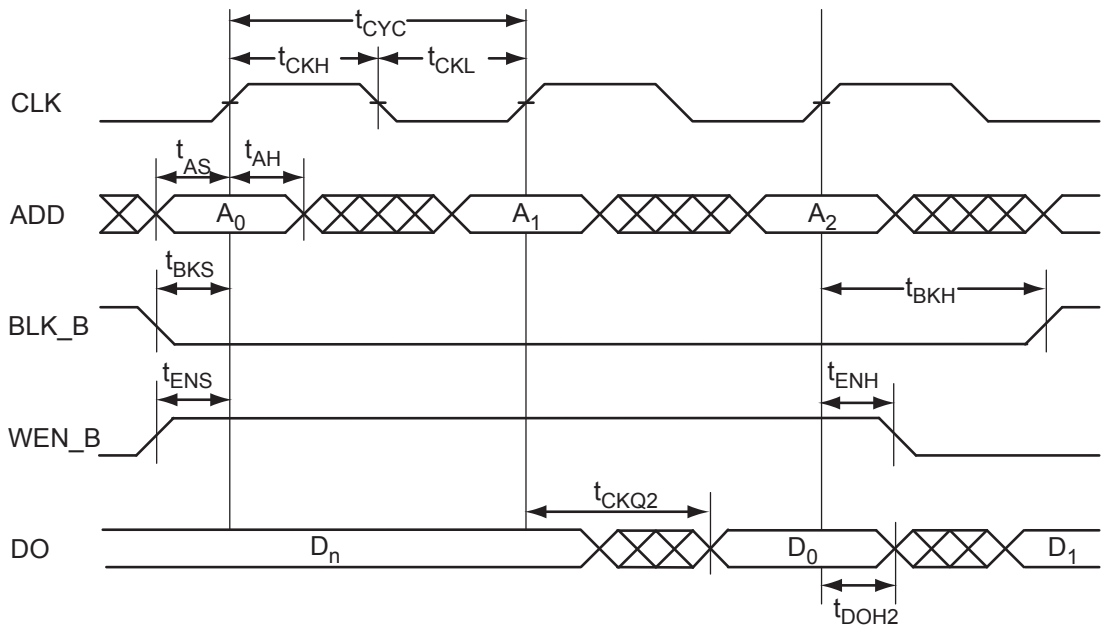 tCYC
tCKH tCKL
CLK
tAS tAH
ADD A0 A1 A2
tBKS tBKH
BLK_B
tENS tENH
WEN_B
tCKQ2
DO Dn D0 D1
tDOH2